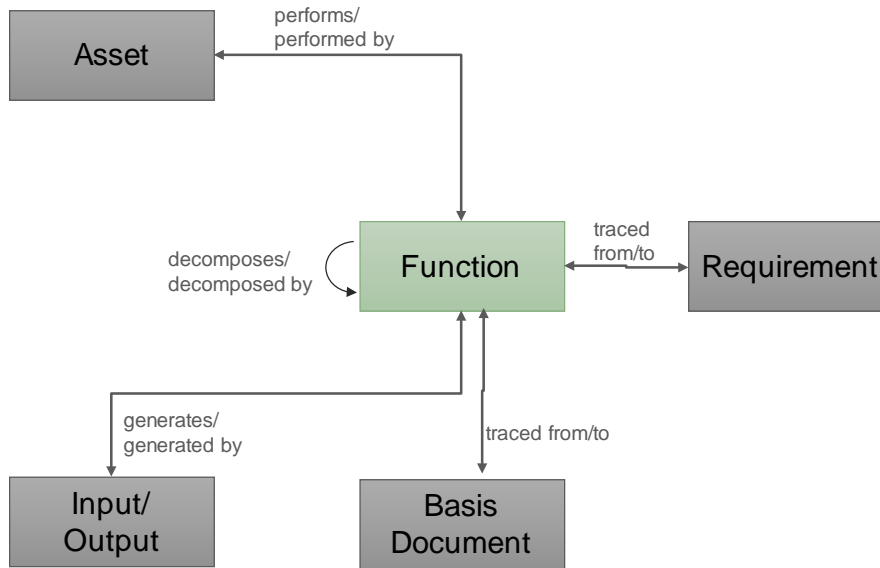 performs/
performed by
Asset
decomposes/
decomposed by
Function
traced
from/to
Requirement
generates/
generated by
traced from/to
Input/
Output
Basis
Document